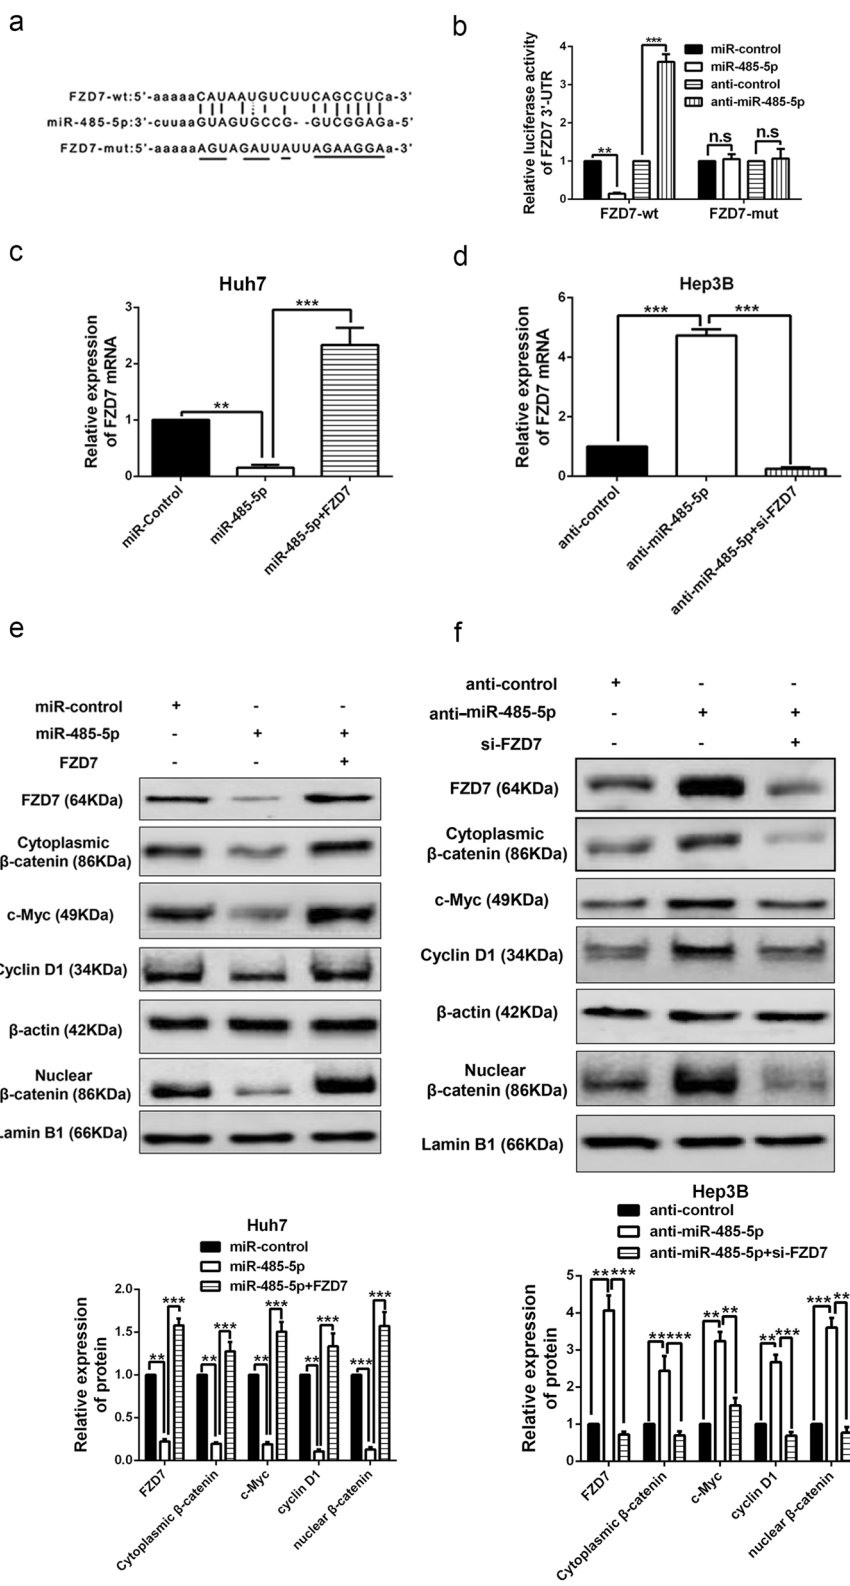 a
FZD7-wt:5'-aaaaaCAUAAUGUCUUCAGCCUCa-3'
miR-485-5p:3'-cuuaaGUAGUGCCG- -GUCGGAGa-5'
FZD7-mut:5'-aaaaaAGUAGAUUAUUAGAAGGAa-3'
b
Relative luciferase activity
of FZD7 3'-UTR
4
3
2
1
0
**
***
n.s
n.s
miR-control
miR-485-5p
anti-control
anti-miR-485-5p
FZD7-wt
FZD7-mut
c
Huh7
Relative expression
of FZD7 mRNA
3
2
1
0
**
***
miR-Control
miR-485-5p
miR-485-5p+FZD7
d
Hep3B
Relative expression
of FZD7 mRNA
6
4
2
0
***
***
anti-control
anti-miR-485-5p
anti-miR-485-5p+si-FZD7
e
miR-control + - -
miR-485-5p - + +
FZD7 - - +
FZD7 (64KDa)
Cytoplasmic
β-catenin (86KDa)
c-Myc (49KDa)
Cyclin D1 (34KDa)
β-actin (42KDa)
Nuclear
β-catenin (86KDa)
Lamin B1 (66KDa)
Huh7
miR-control
miR-485-5p
miR-485-5p+FZD7
Relative expression
of protein
2.0
1.5
1.0
0.5
0.0
** *** ** *** ** *** ** *** *** ***
FZD7
Cytoplasmic β-catenin
c-Myc
cyclin D1
nuclear β-catenin
f
anti-control + - -
anti-miR-485-5p - + +
si-FZD7 - - +
FZD7 (64KDa)
Cytoplasmic
β-catenin (86KDa)
c-Myc (49KDa)
Cyclin D1 (34KDa)
β-actin (42KDa)
Nuclear
β-catenin (86KDa)
Lamin B1 (66KDa)
Hep3B
anti-control
anti-miR-485-5p
anti-miR-485-5p+si-FZD7
Relative expression
of protein
5
4
3
2
1
0
** *** ** *** ** ** ** *** *** **
FZD7
Cytoplasmic β-catenin
c-Myc
cyclin D1
nuclear β-catenin